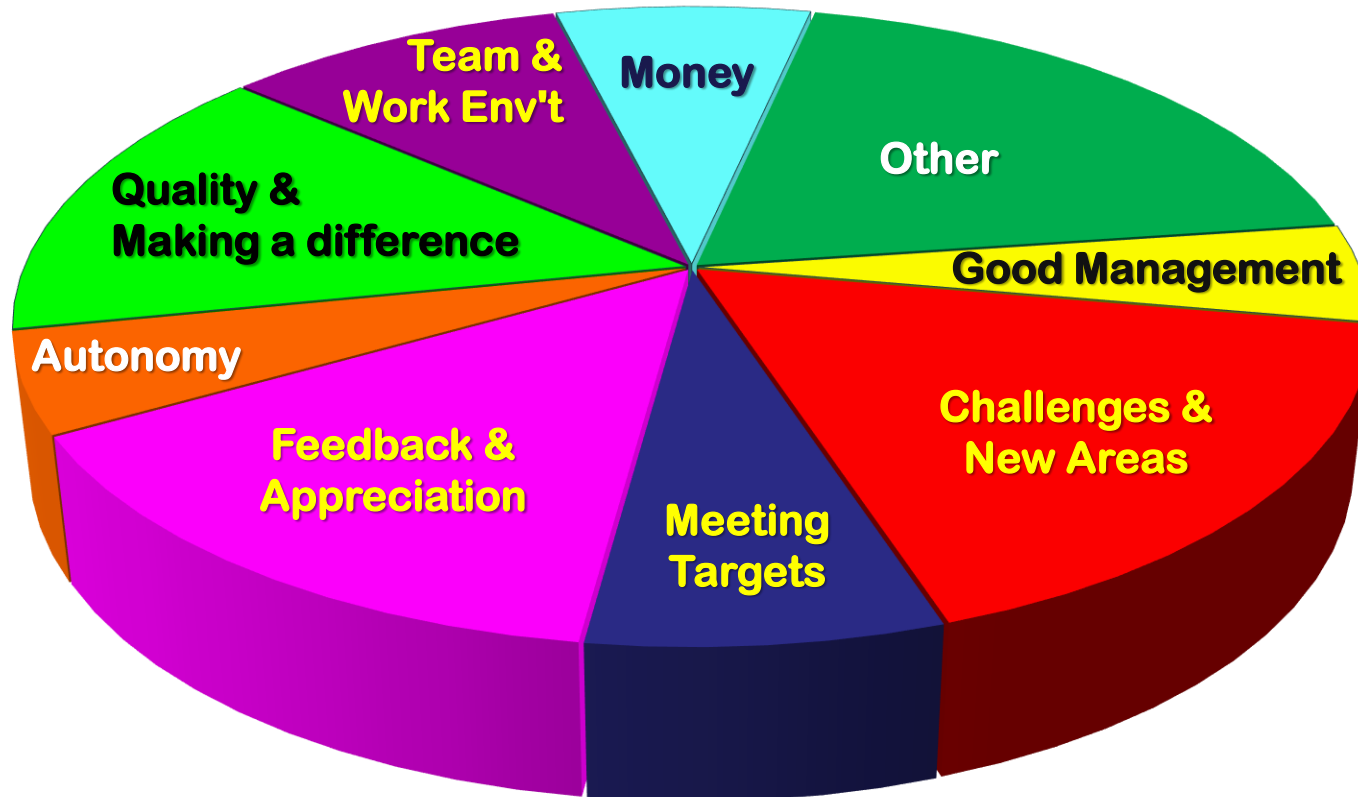 Team &
Work Env't
Money
Other
Quality &
Making a difference
Good Management
Autonomy
Challenges &
New Areas
Feedback &
Appreciation
Meeting
Targets